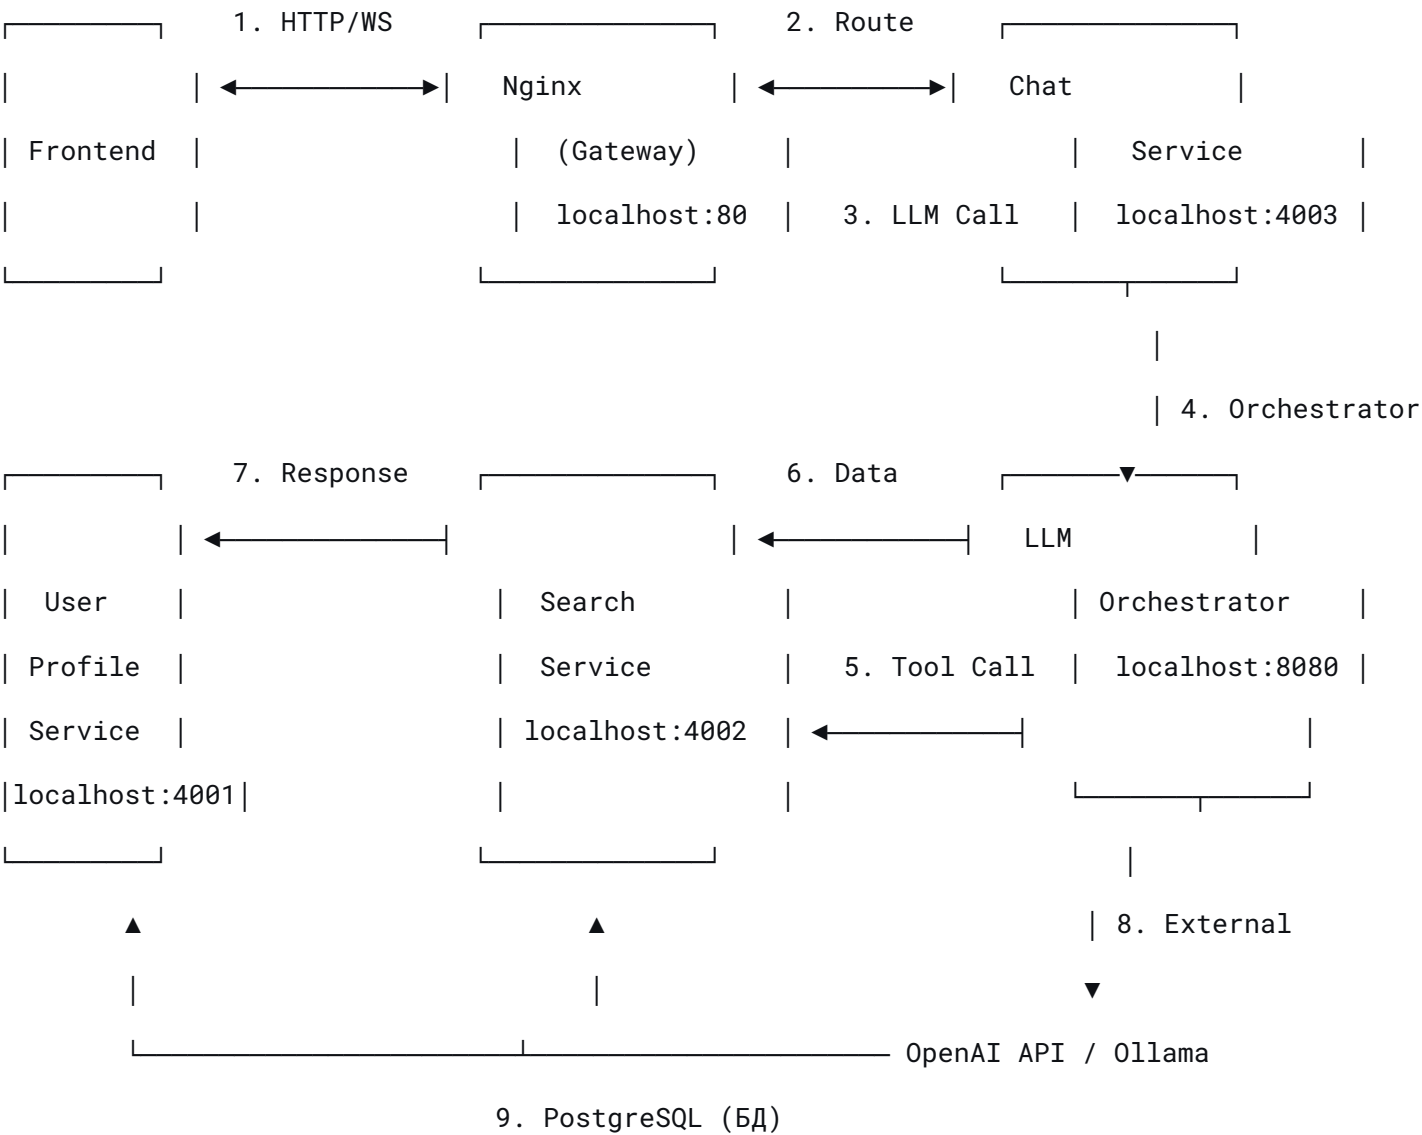 1. HTTP/WS 2. Route
Nginx Chat
Frontend (Gateway) Service
localhost:80 3. LLM Call localhost:4003
4. Orchestrator
7. Response 6. Data
LLM
User Search Orchestrator
Profile Service 5. Tool Call localhost:8080
Service localhost:4002
localhost:4001
8. External
OpenAI API / Ollama
9. PostgreSQL (БД)